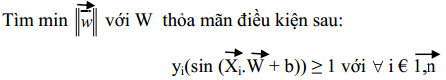 Tìm min ||w|| với W thỏa mãn điều kiện sau:
yᵢ(sin (Xᵢ.W + b)) ≥ 1 với ∀ i € 1,n